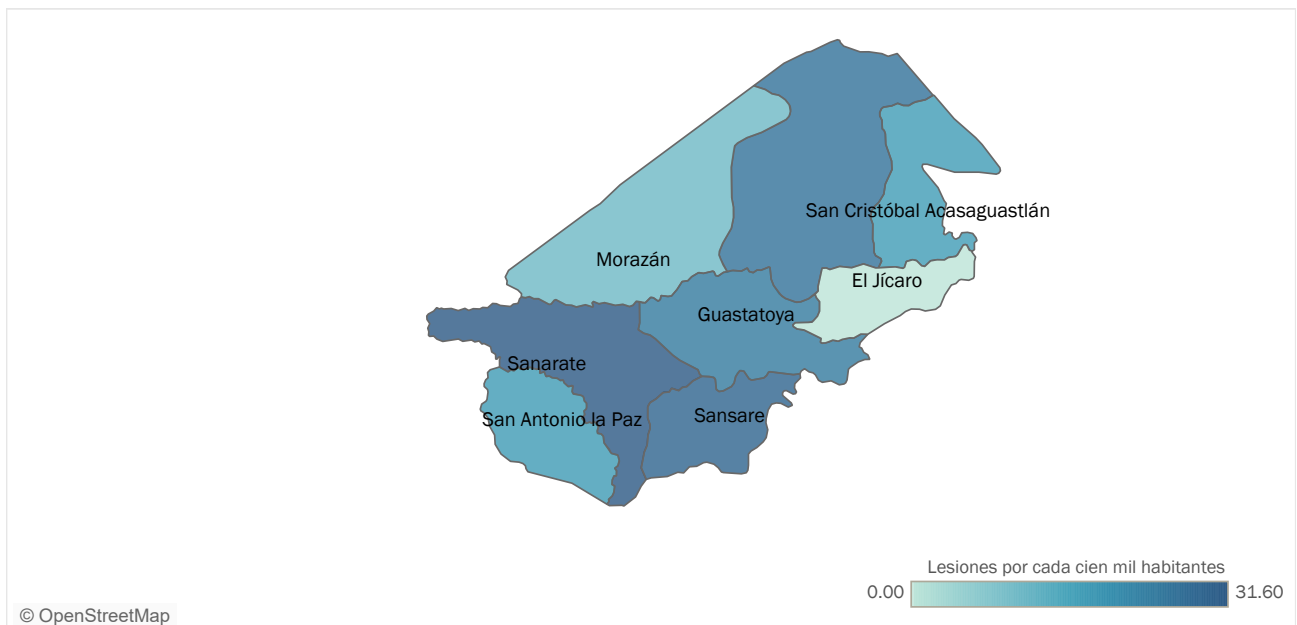 San Cristóbal Acasaguastlán
Morazán
El Jícaro
Guastatoya
Sanarate
San Antonio la Paz
Sansare
Lesiones por cada cien mil habitantes
0.00
31.60
© OpenStreetMap